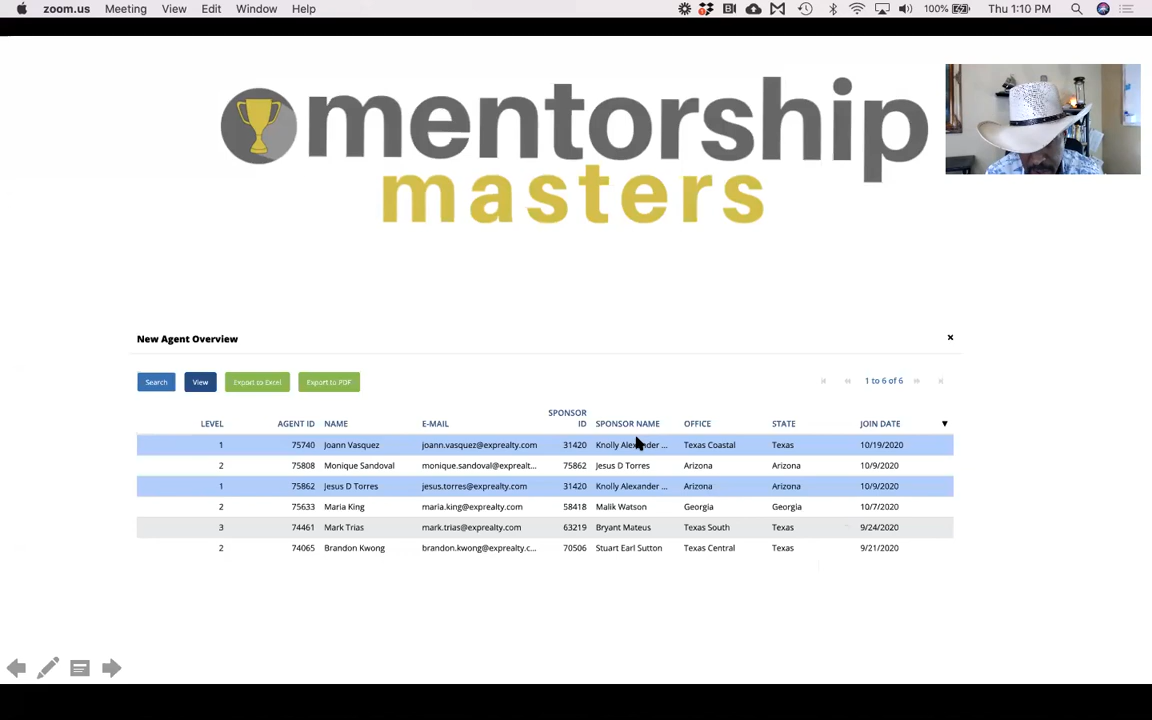 zoom.us Meeting View Edit Window Help 100% Thu 1:10 PM
mentorship
masters
New Agent Overview ×
Search View Export to Excel Export to PDF 1 to 6 of 6
LEVEL AGENT ID NAME E-MAIL SPONSOR ID SPONSOR NAME OFFICE STATE JOIN DATE
1 75740 Joann Vasquez joann.vasquez@exprealty.com 31420 Knolly Alexander ... Texas Coastal Texas 10/19/2020
2 75808 Monique Sandoval monique.sandoval@exprealt... 75862 Jesus D Torres Arizona Arizona 10/9/2020
1 75862 Jesus D Torres jesus.torres@exprealty.com 31420 Knolly Alexander ... Arizona Arizona 10/9/2020
2 75633 Maria King maria.king@exprealty.com 58418 Malik Watson Georgia Georgia 10/7/2020
3 74461 Mark Trias mark.trias@exprealty.com 63219 Bryant Mateus Texas South Texas 9/24/2020
2 74065 Brandon Kwong brandon.kwong@exprealty.c... 70506 Stuart Earl Sutton Texas Central Texas 9/21/2020